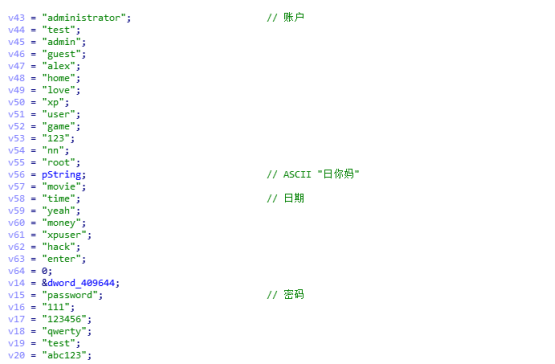 v43 = "administrator"; // 账户
v44 = "test";
v45 = "admin";
v46 = "guest";
v47 = "alex";
v48 = "home";
v49 = "love";
v50 = "xp";
v51 = "user";
v52 = "game";
v53 = "123";
v54 = "nn";
v55 = "root";
v56 = pString; // ASCII "日你妈"
v57 = "movie";
v58 = "time"; // 日期
v59 = "yeah";
v60 = "money";
v61 = "xpuser";
v62 = "hack";
v63 = "enter";
v64 = 0;
v14 = &dword_409644;
v15 = "password"; // 密码
v16 = "111";
v17 = "123456";
v18 = "qwerty";
v19 = "test";
v20 = "abc123";